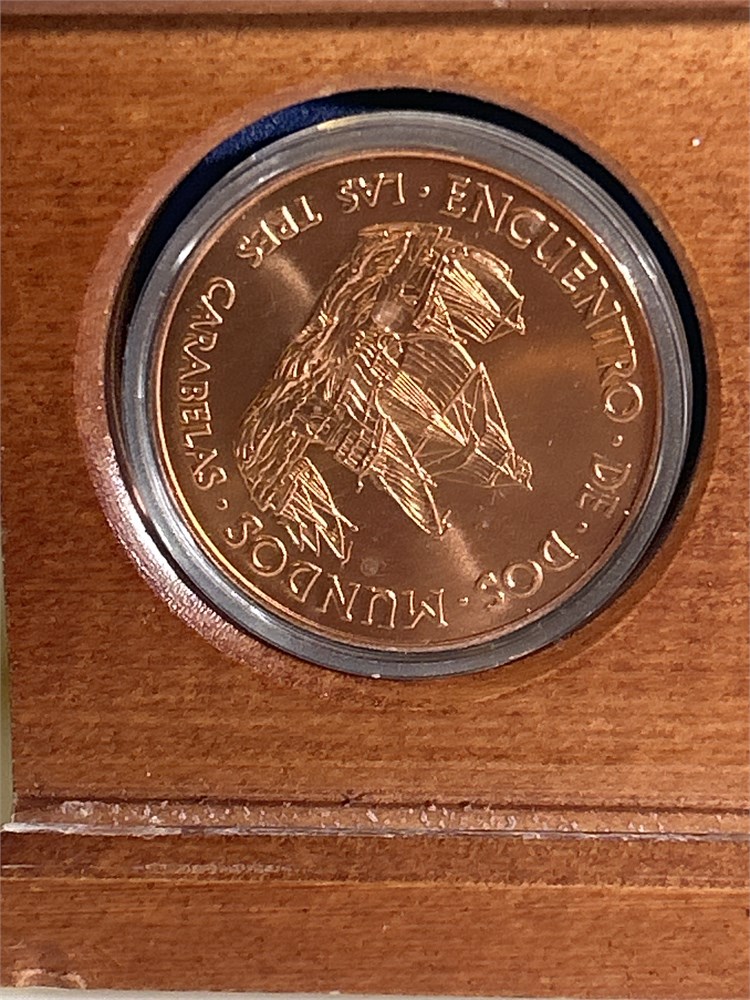 ENCUENTRO · DE · DOS · MUNDOS ·
LAS TRES CARABELAS ·